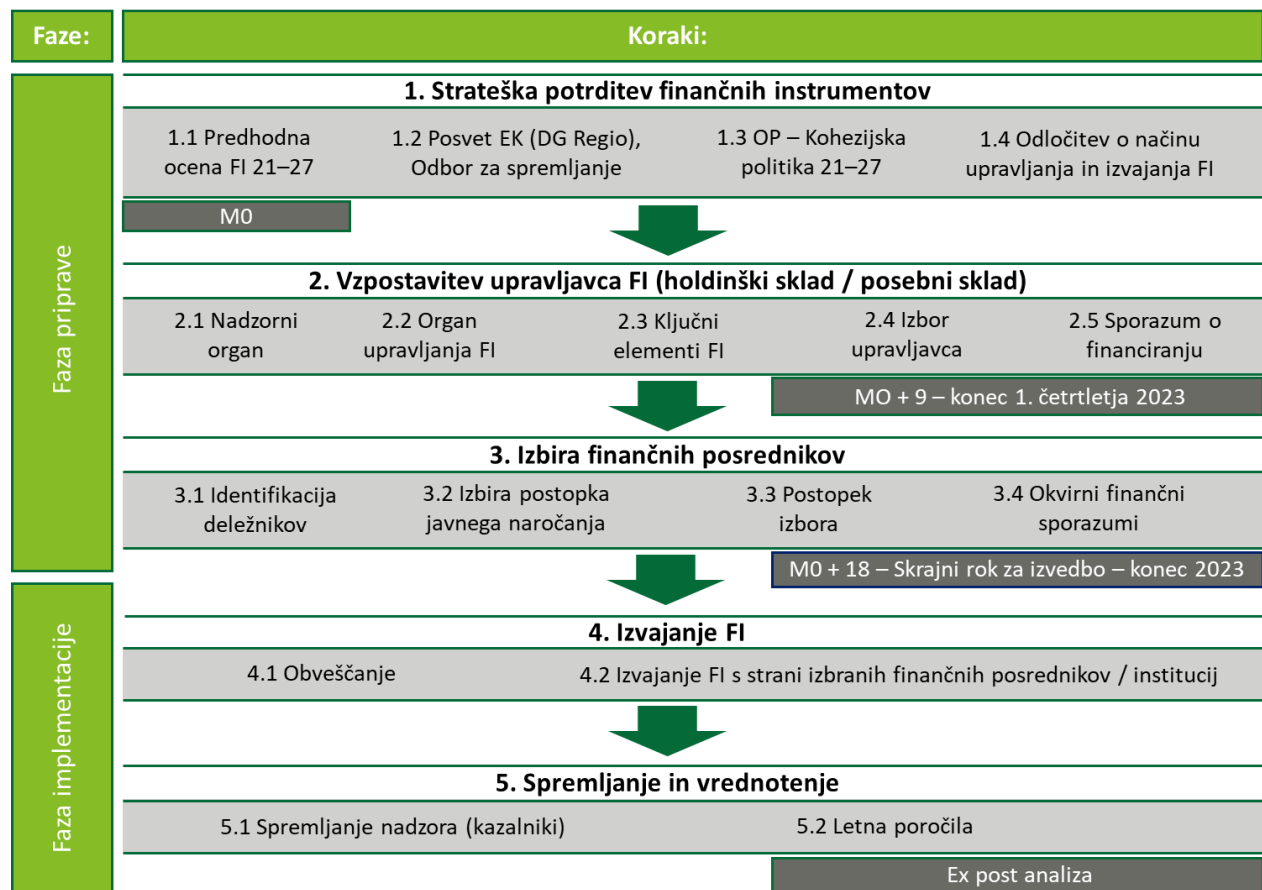 Faze:
Koraki:
Faza priprave
1. Strateška potrditev finančnih instrumentov
1.1 Predhodna
ocena FI 21–27
1.2 Posvet EK (DG Regio),
Odbor za spremljanje
1.3 OP – Kohezijska
politika 21–27
1.4 Odločitev o načinu
upravljanja in izvajanja FI
M0
2. Vzpostavitev upravljavca FI (holdinški sklad / posebni sklad)
2.1 Nadzorni
organ
2.2 Organ
upravljanja FI
2.3 Ključni
elementi FI
2.4 Izbor
upravljavca
2.5 Sporazum o
financiranju
MO + 9 – konec 1. četrtletja 2023
3. Izbira finančnih posrednikov
3.1 Identifikacija
deležnikov
3.2 Izbira postopka
javnega naročanja
3.3 Postopek
izbora
3.4 Okvirni finančni
sporazumi
M0 + 18 – Skrajni rok za izvedbo – konec 2023
Faza implementacije
4. Izvajanje FI
4.1 Obveščanje
4.2 Izvajanje FI s strani izbranih finančnih posrednikov / institucij
5. Spremljanje in vrednotenje
5.1 Spremljanje nadzora (kazalniki)
5.2 Letna poročila
Ex post analiza